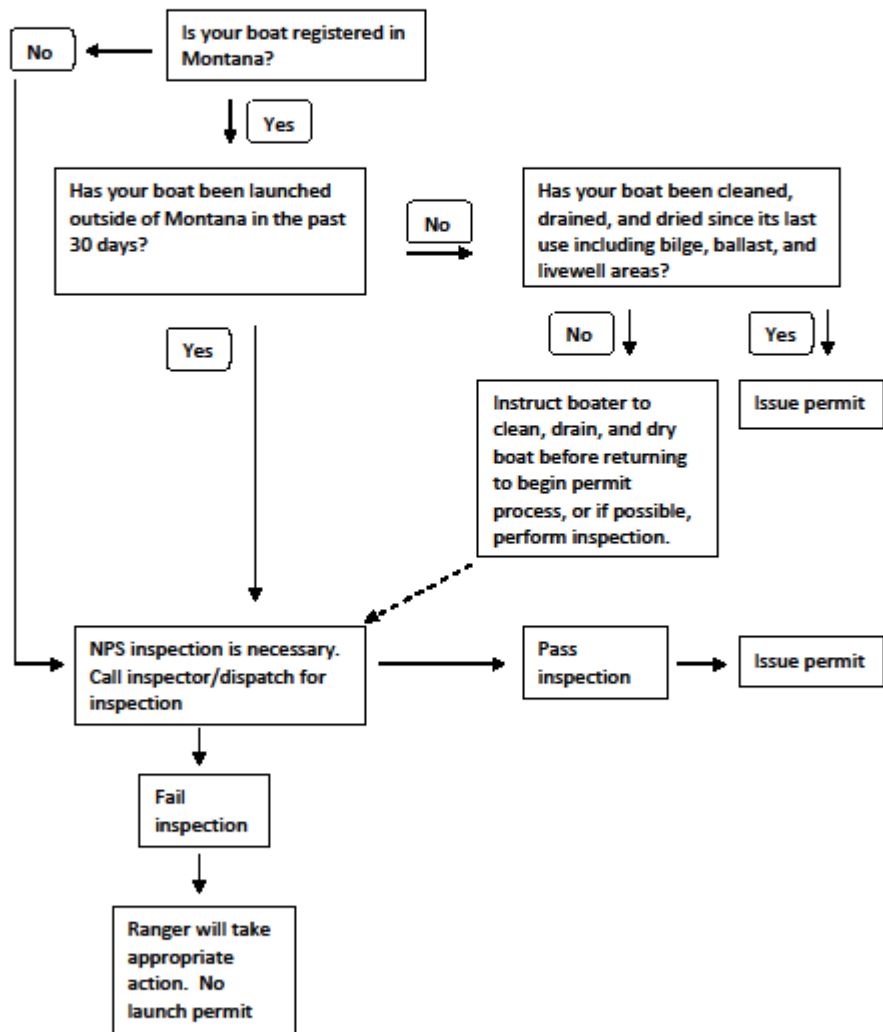 Is your boat registered in
Montana?
No
Yes
Has your boat been launched
outside of Montana in the past
30 days?
No
Has your boat been cleaned,
drained, and dried since its last
use including bilge, ballast, and
livewell areas?
Yes
No
Yes
Instruct boater to
clean, drain, and dry
boat before returning
to begin permit
process, or if possible,
perform inspection.
Issue permit
NPS inspection is necessary.
Call inspector/dispatch for
inspection
Pass
inspection
Issue permit
Fail
inspection
Ranger will take
appropriate
action.  No
launch permit